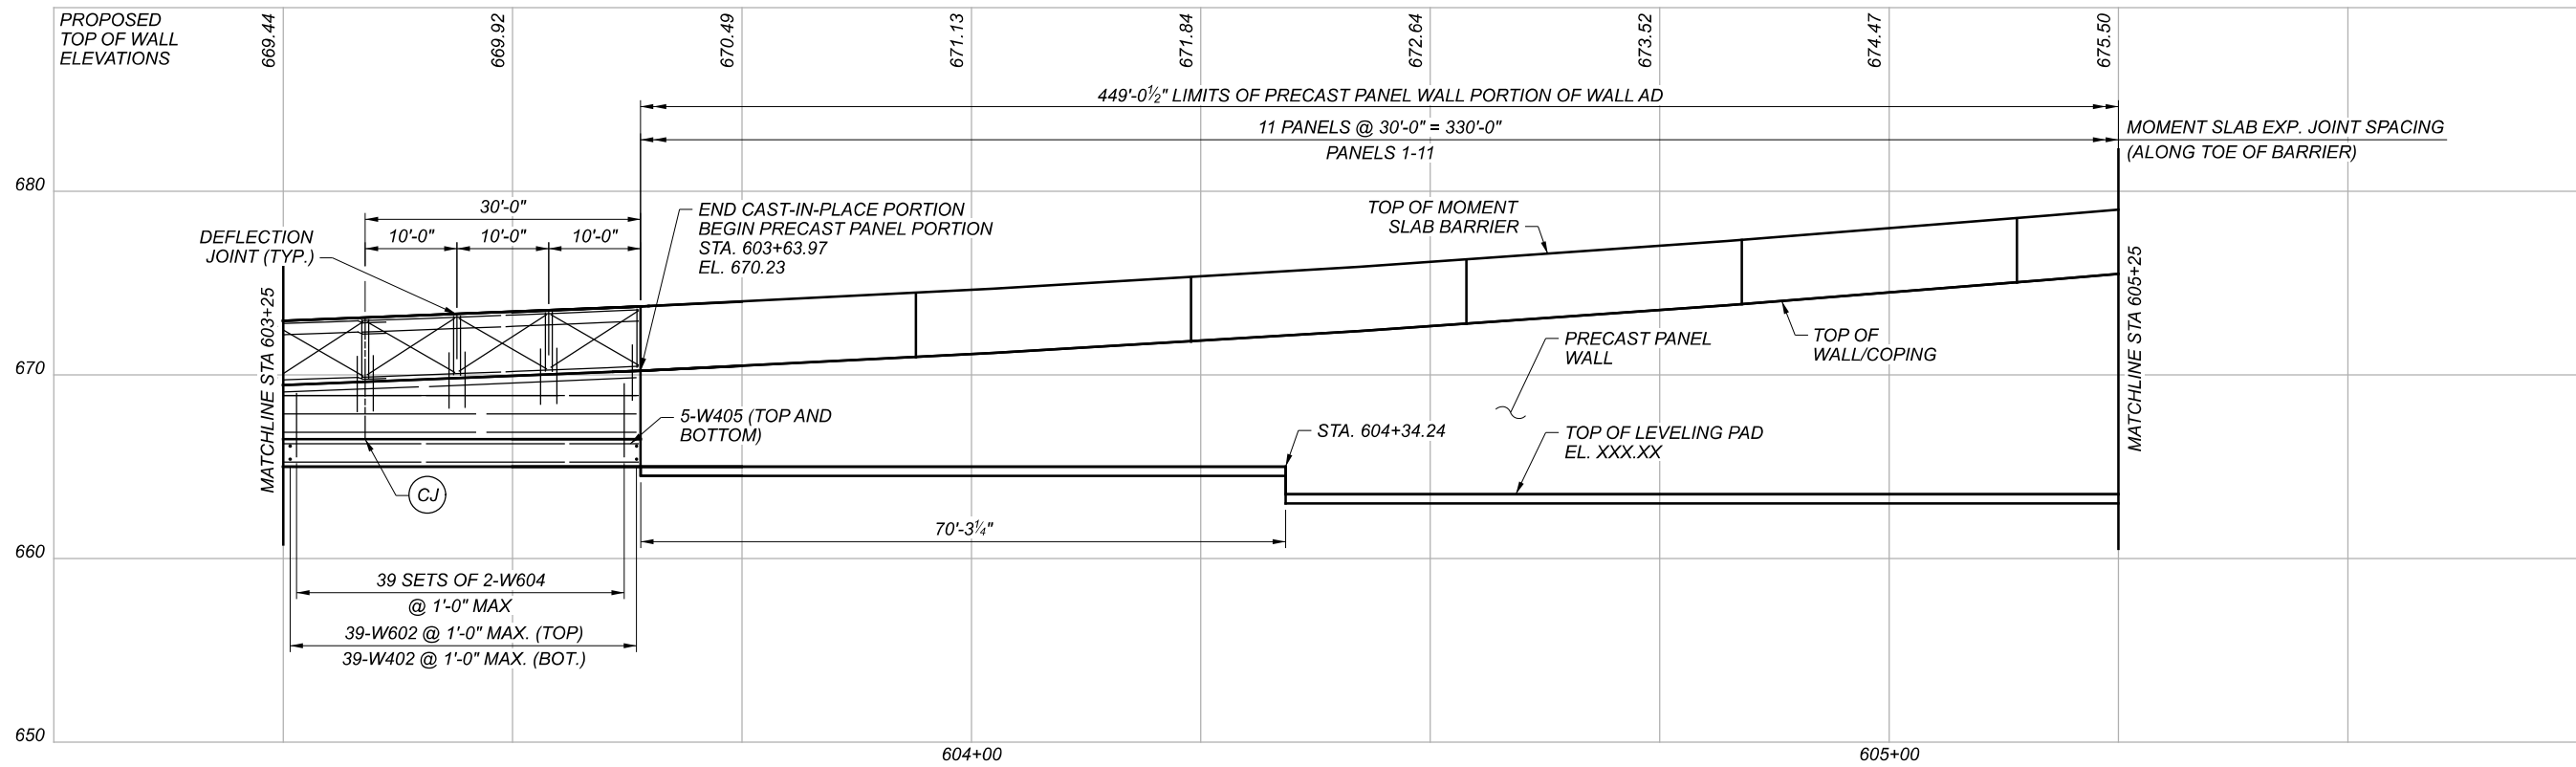 PROPOSED
TOP OF WALL
ELEVATIONS
669.44
669.92
670.49
671.13
671.84
672.64
673.52
674.47
675.50
449'-0½" LIMITS OF PRECAST PANEL WALL PORTION OF WALL AD
11 PANELS @ 30'-0" = 330'-0"
PANELS 1-11
MOMENT SLAB EXP. JOINT SPACING
(ALONG TOE OF BARRIER)
680
670
660
650
30'-0"
10'-0"
10'-0"
10'-0"
DEFLECTION
JOINT (TYP.)
END CAST-IN-PLACE PORTION
BEGIN PRECAST PANEL PORTION
STA. 603+63.97
EL. 670.23
TOP OF MOMENT
SLAB BARRIER
MATCHLINE STA 603+25
MATCHLINE STA 605+25
PRECAST PANEL
WALL
TOP OF
WALL/COPING
5-W405 (TOP AND
BOTTOM)
STA. 604+34.24
TOP OF LEVELING PAD
EL. XXX.XX
CJ
70'-3¼"
39 SETS OF 2-W604
@ 1'-0" MAX
39-W602 @ 1'-0" MAX. (TOP)
39-W402 @ 1'-0" MAX. (BOT.)
604+00
605+00